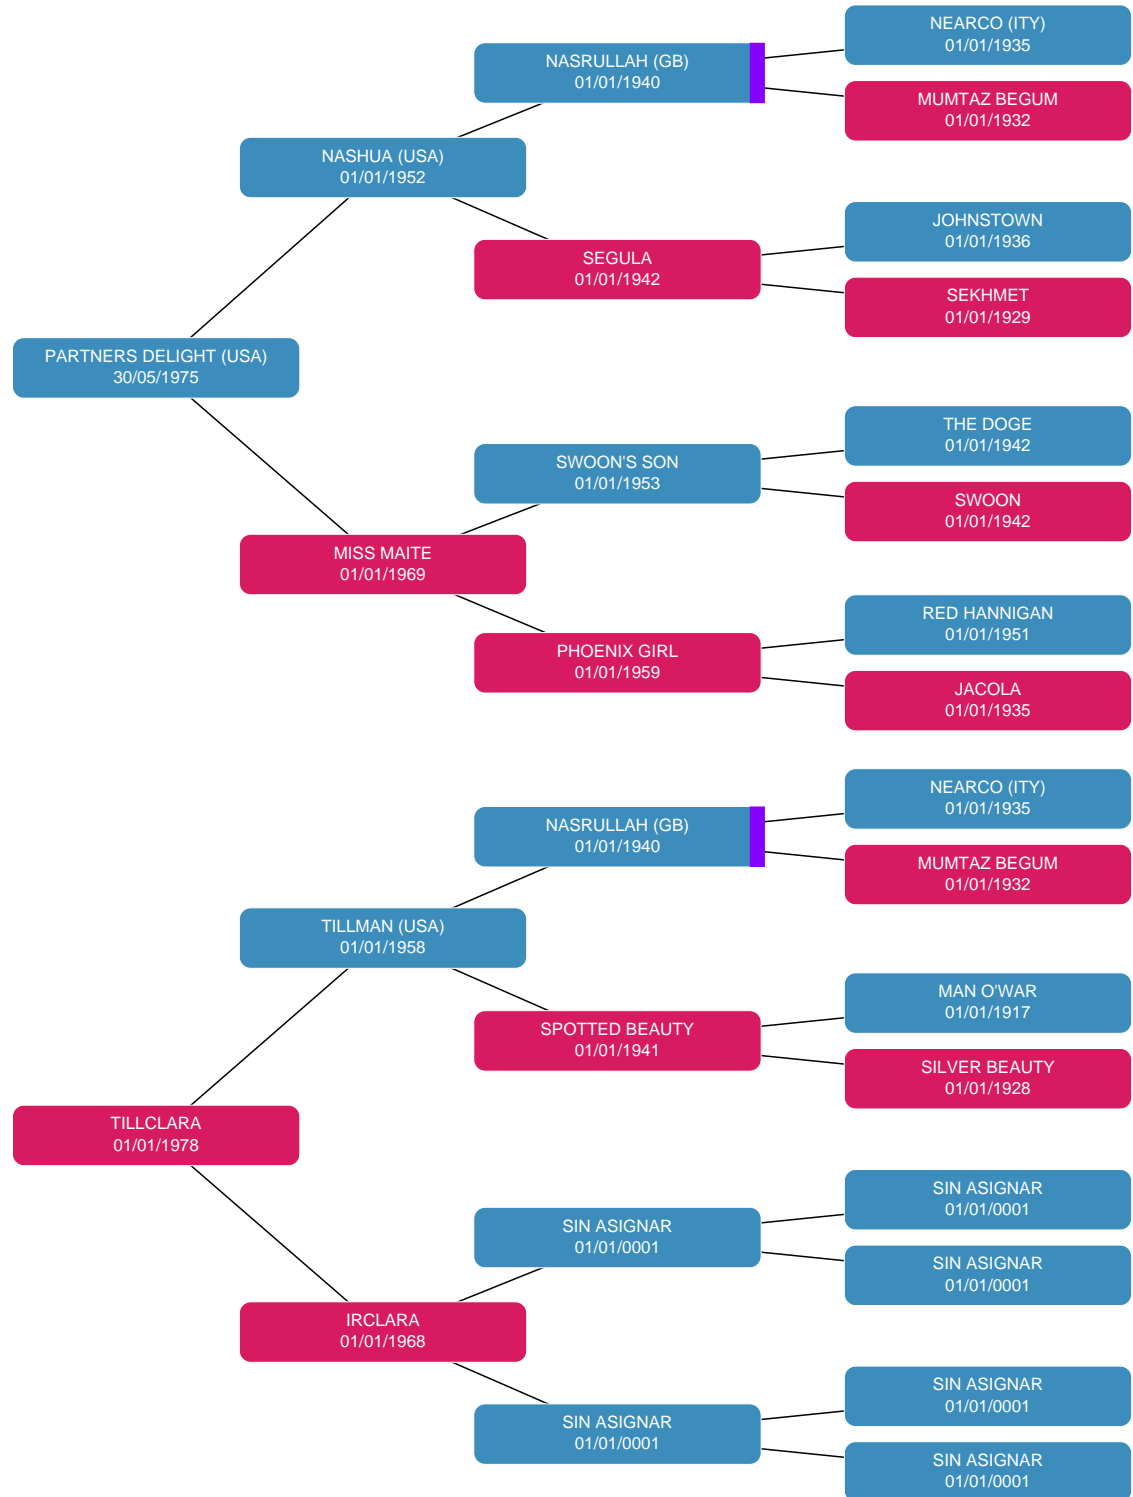 NEARCO (ITY)
01/01/1935
NASRULLAH (GB)
01/01/1940
MUMTAZ BEGUM
01/01/1932
NASHUA (USA)
01/01/1952
JOHNSTOWN
01/01/1936
SEGULA
01/01/1942
SEKHMET
01/01/1929
PARTNERS DELIGHT (USA)
30/05/1975
THE DOGE
01/01/1942
SWOON'S SON
01/01/1953
SWOON
01/01/1942
MISS MAITE
01/01/1969
RED HANNIGAN
01/01/1951
PHOENIX GIRL
01/01/1959
JACOLA
01/01/1935
NEARCO (ITY)
01/01/1935
NASRULLAH (GB)
01/01/1940
MUMTAZ BEGUM
01/01/1932
TILLMAN (USA)
01/01/1958
MAN O'WAR
01/01/1917
SPOTTED BEAUTY
01/01/1941
SILVER BEAUTY
01/01/1928
TILLCLARA
01/01/1978
SIN ASIGNAR
01/01/0001
SIN ASIGNAR
01/01/0001
SIN ASIGNAR
01/01/0001
IRCLARA
01/01/1968
SIN ASIGNAR
01/01/0001
SIN ASIGNAR
01/01/0001
SIN ASIGNAR
01/01/0001